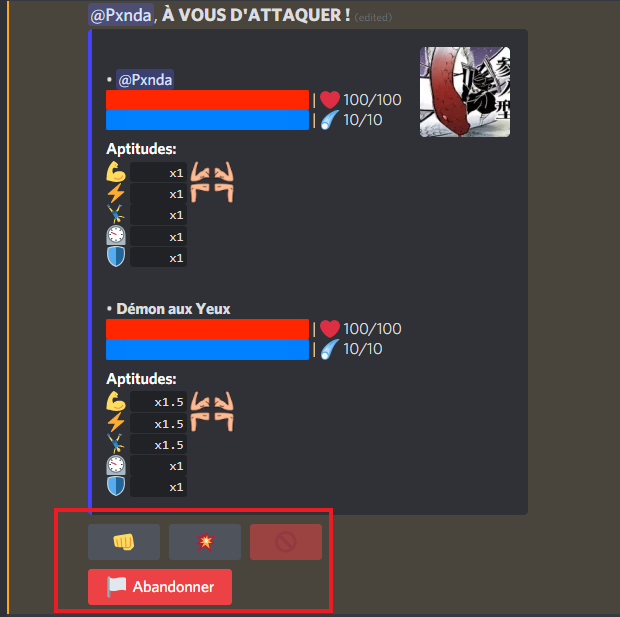 @Pxnda, À VOUS D'ATTAQUER ! (edited)
• @Pxnda
| 100/100
| 10/10
Aptitudes:
x1
x1
x1
x1
x1
• Démon aux Yeux
| 100/100
| 10/10
Aptitudes:
x1.5
x1.5
x1.5
x1
x1
Abandonner